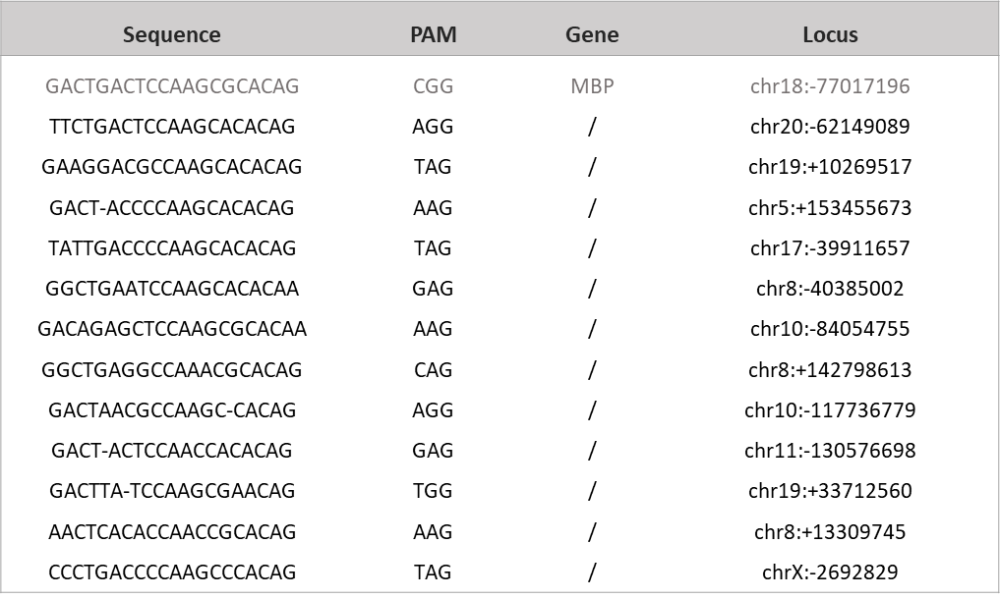 Sequence PAM Gene Locus
GACTGACTCCAAGCGCACAG CGG MBP chr18:-77017196
TTCTGACTCCAAGCACACAG AGG / chr20:-62149089
GAAGGACGCCAAGCACACAG TAG / chr19:+10269517
GACT-ACCCCAAGCACACAG AAG / chr5:+153455673
TATTGACCCCAAGCACACAG TAG / chr17:-39911657
GGCTGAATCCAAGCACACAA GAG / chr8:-40385002
GACAGAGCTCCAAGCGCACAA AAG / chr10:-84054755
GGCTGAGGCCAAACGCACAG CAG / chr8:+142798613
GACTAACGCCAAGC-CACAG AGG / chr10:-117736779
GACT-ACTCCAACCACACAG GAG / chr11:-130576698
GACTTA-TCCAAGCGAACAG TGG / chr19:+33712560
AACTCACACCAACCGCACAG AAG / chr8:+13309745
CCCTGACCCCAAGCCCACAG TAG / chrX:-2692829